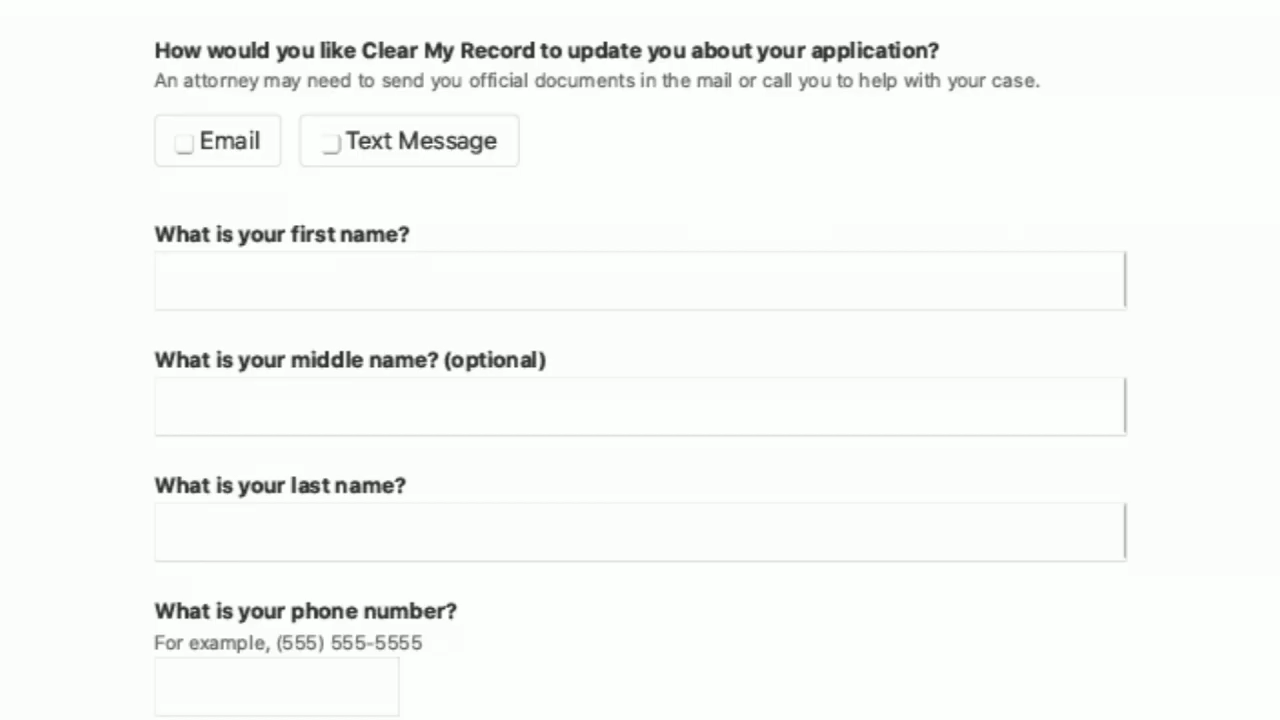 How would you like Clear My Record to update you about your application?
An attorney may need to send you official documents in the mail or call you to help with your case.
Email
Text Message
What is your first name?
What is your middle name? (optional)
What is your last name?
What is your phone number?
For example, (555) 555-5555